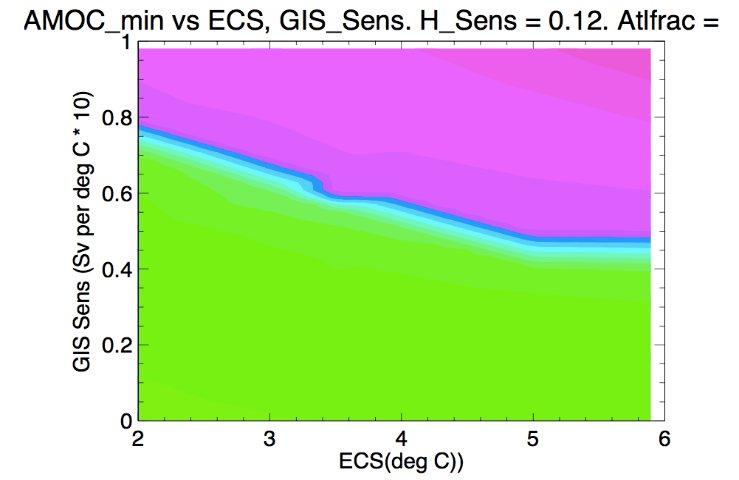 AMOC_min vs ECS, GIS_Sens. H_Sens = 0.12. Atlfrac =
1
0.8
0.6
0.4
0.2
0
GIS Sens (Sv per deg C * 10)
2 3 4 5 6
ECS(deg C))